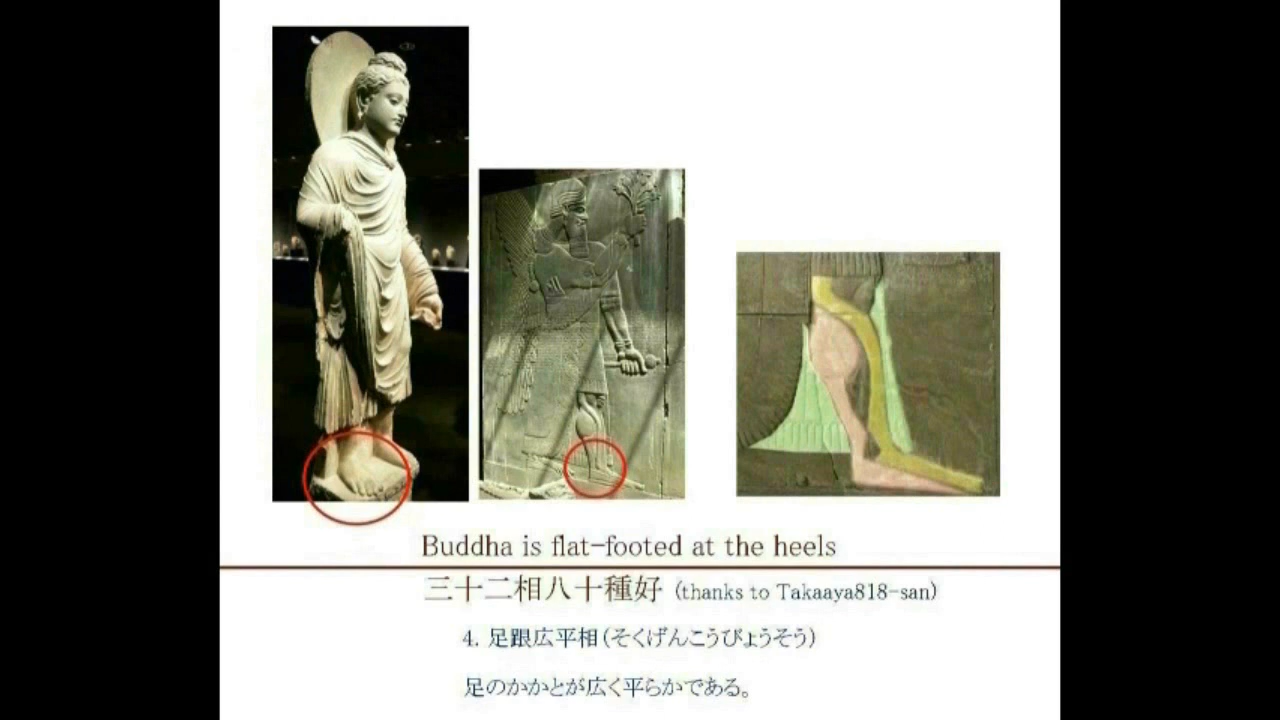 Buddha is flat-footed at the heels
三十二相八十種好 (thanks to Takaaya818-san)
4. 足跟広平相(そくげんこうびょうそう)
足のかかとが広く平らかである。